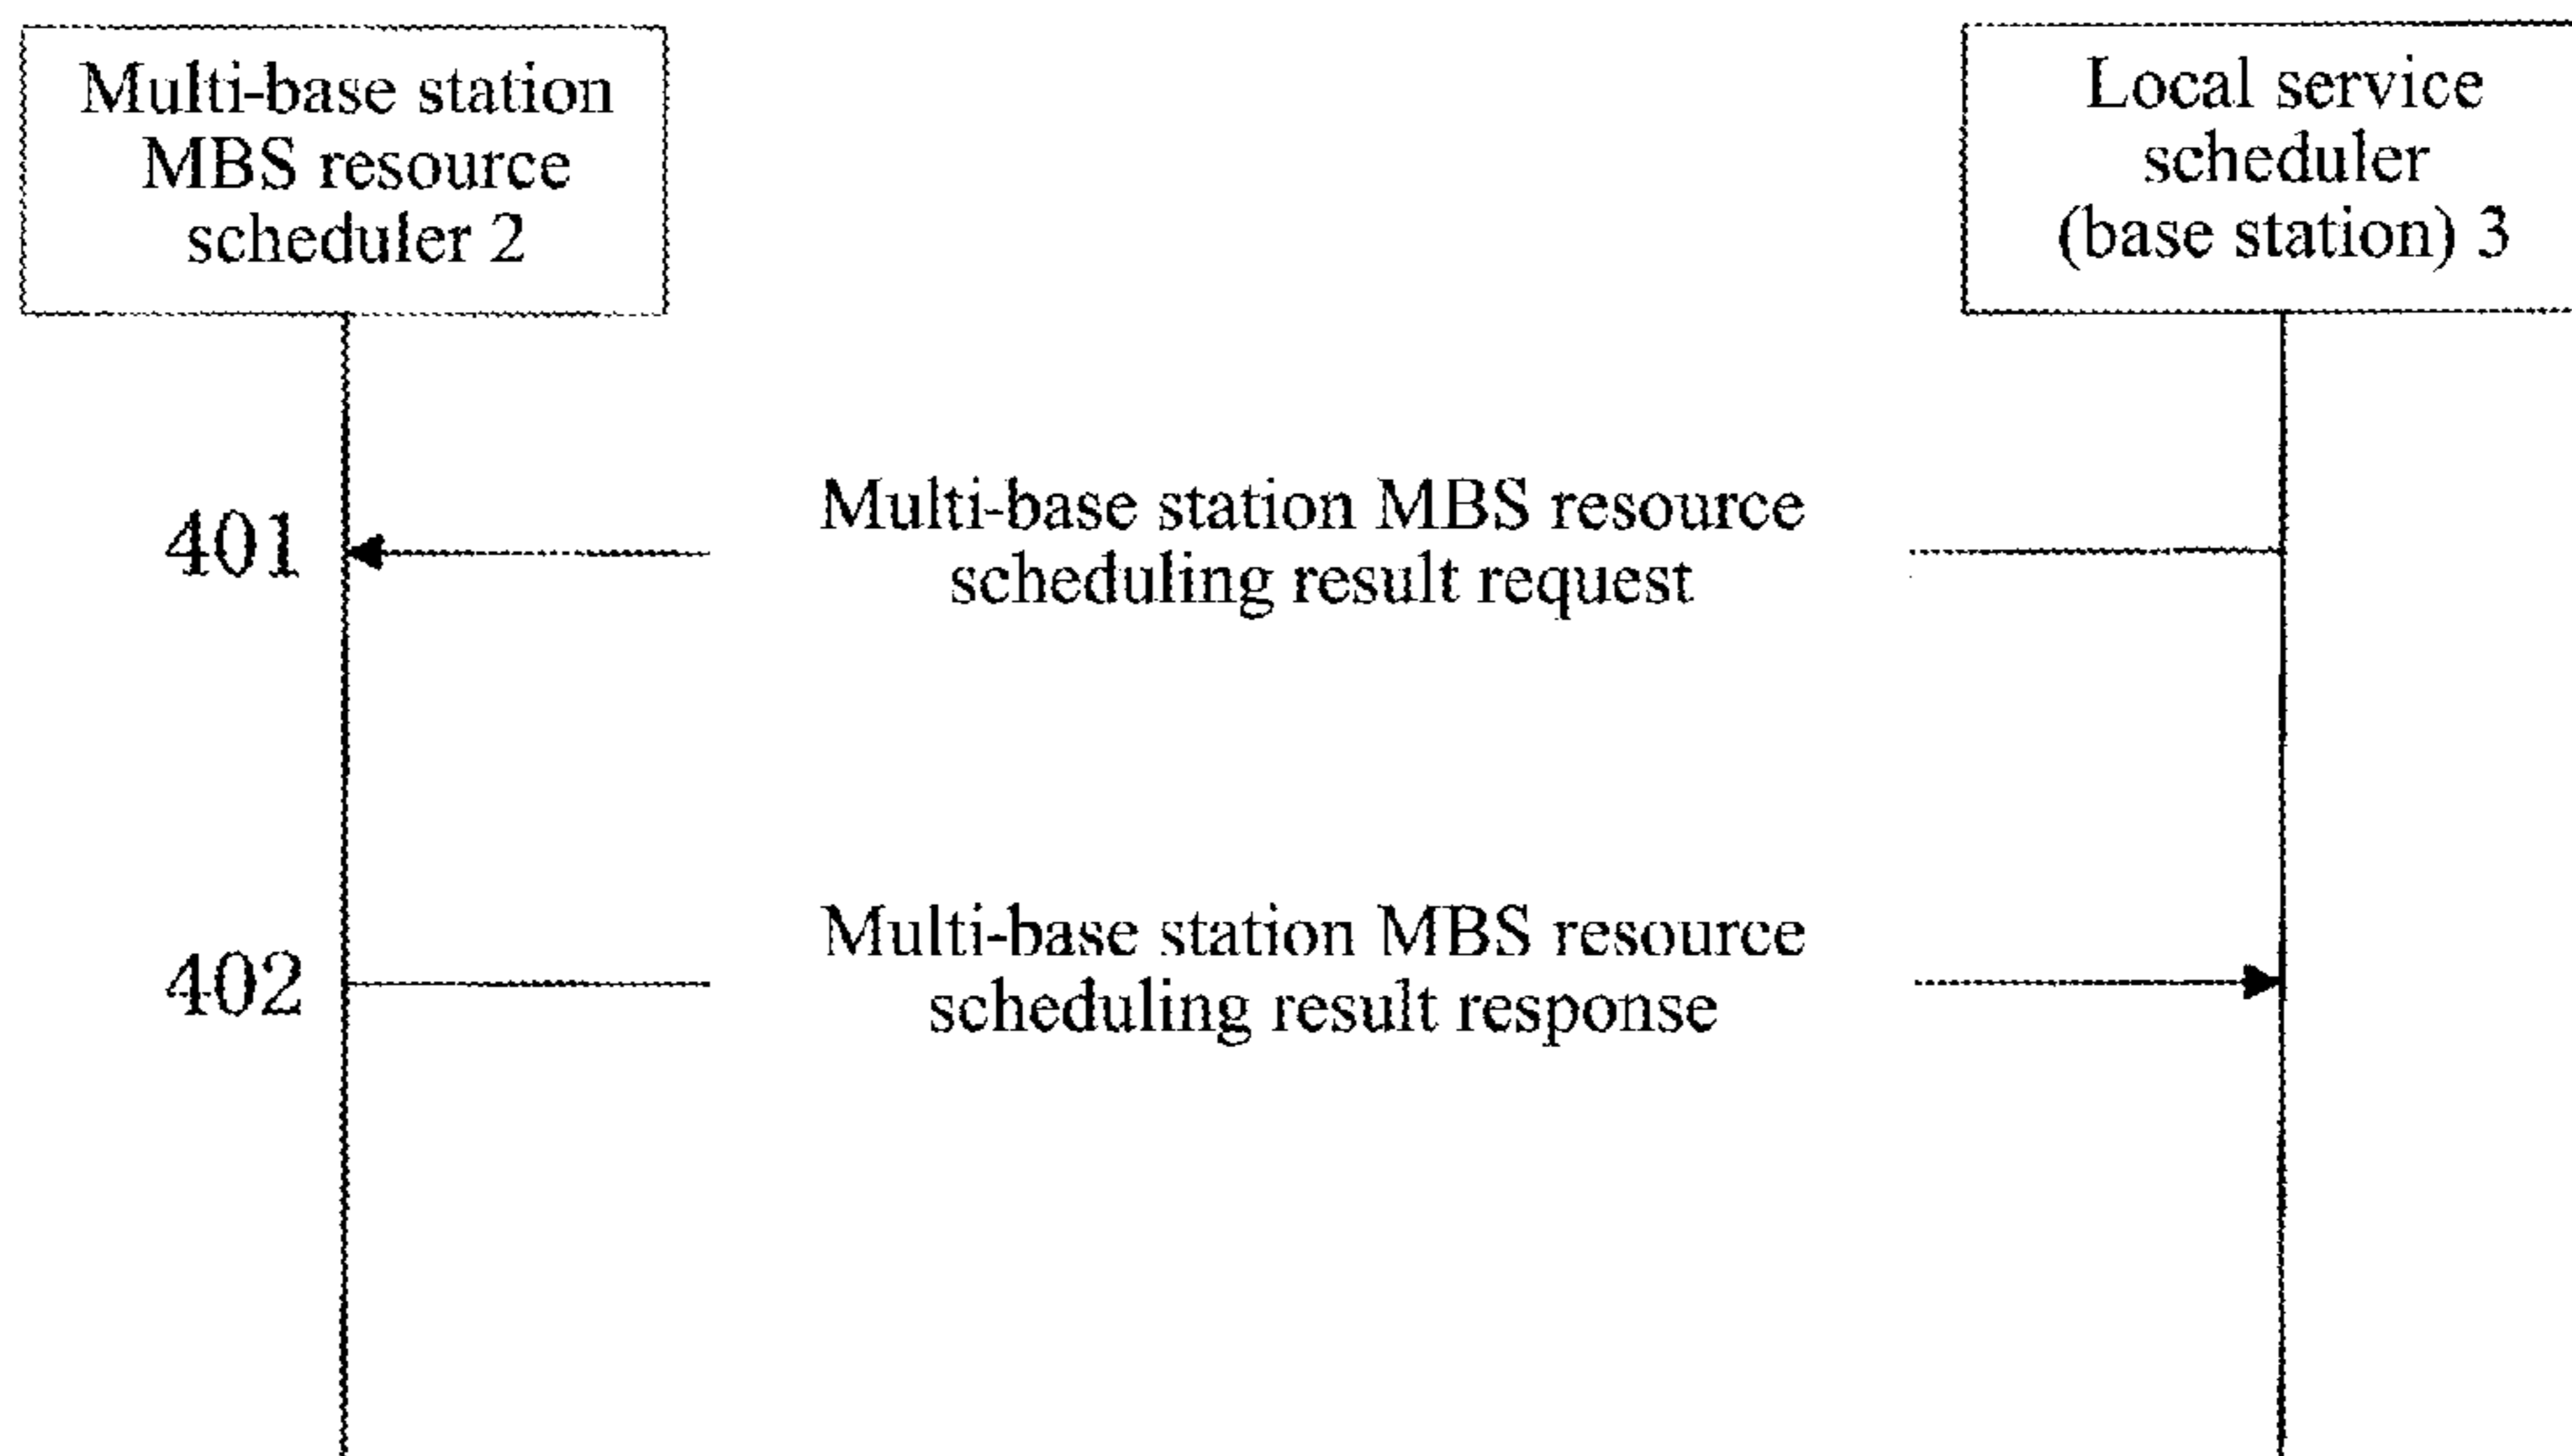 Multi-base station
MBS resource
scheduler 2
Local service
scheduler
(base station) 3
401
Multi-base station MBS resource
scheduling result request
402
Multi-base station MBS resource
scheduling result response